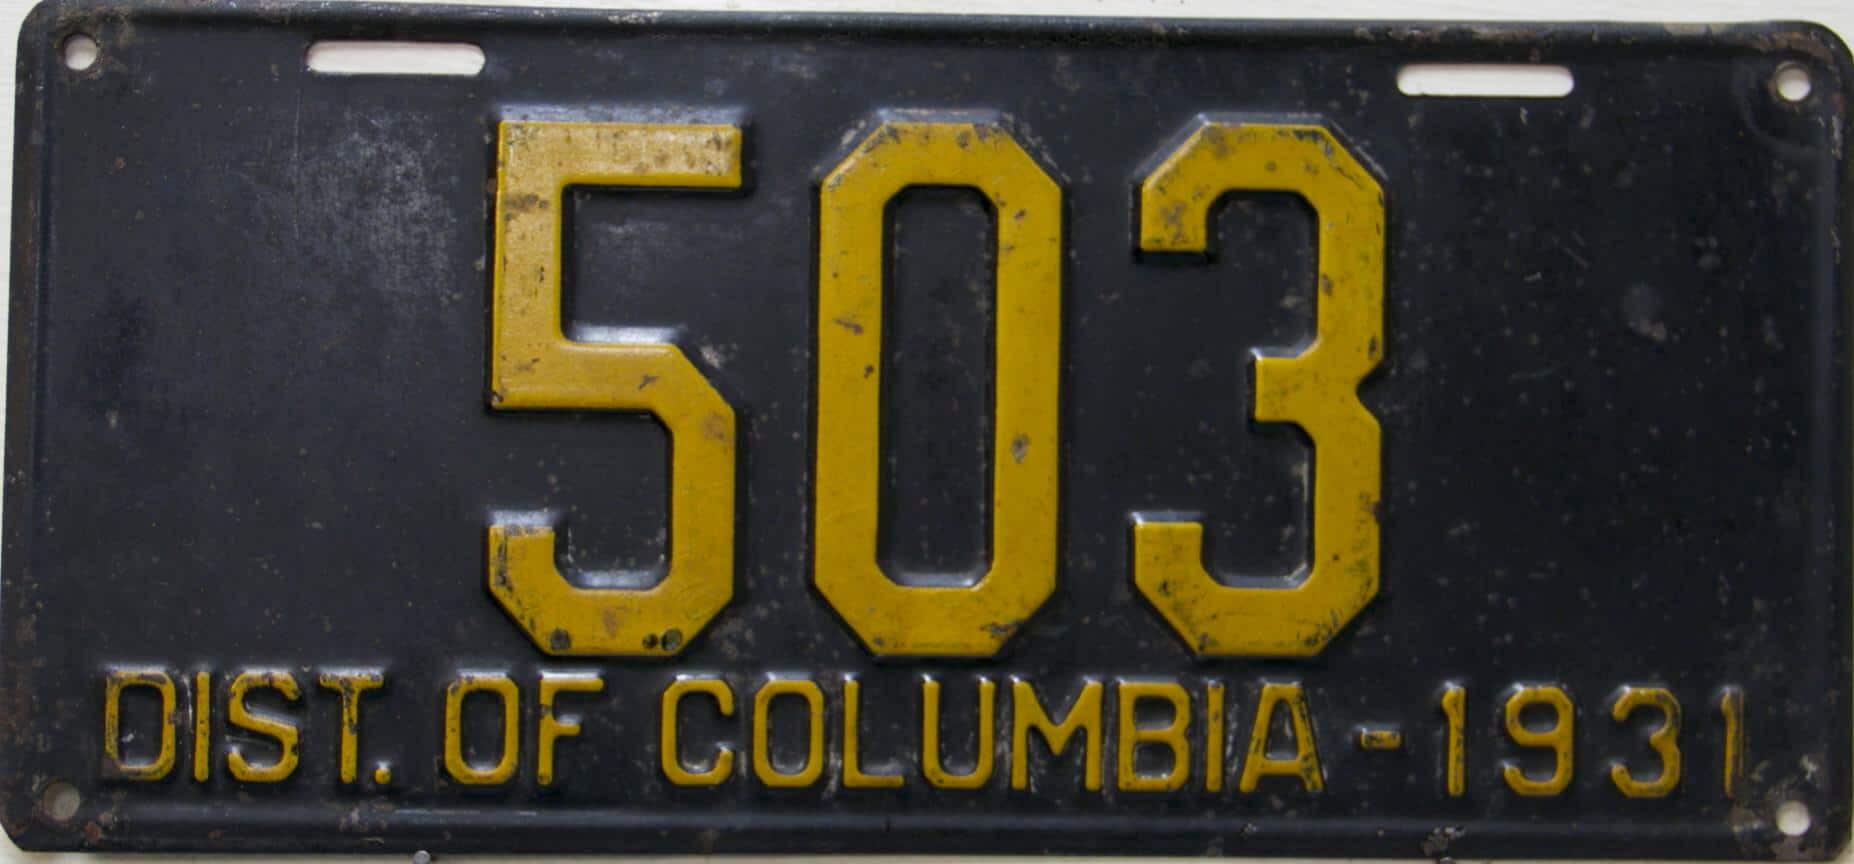 503
DIST. OF COLUMBIA - 1931